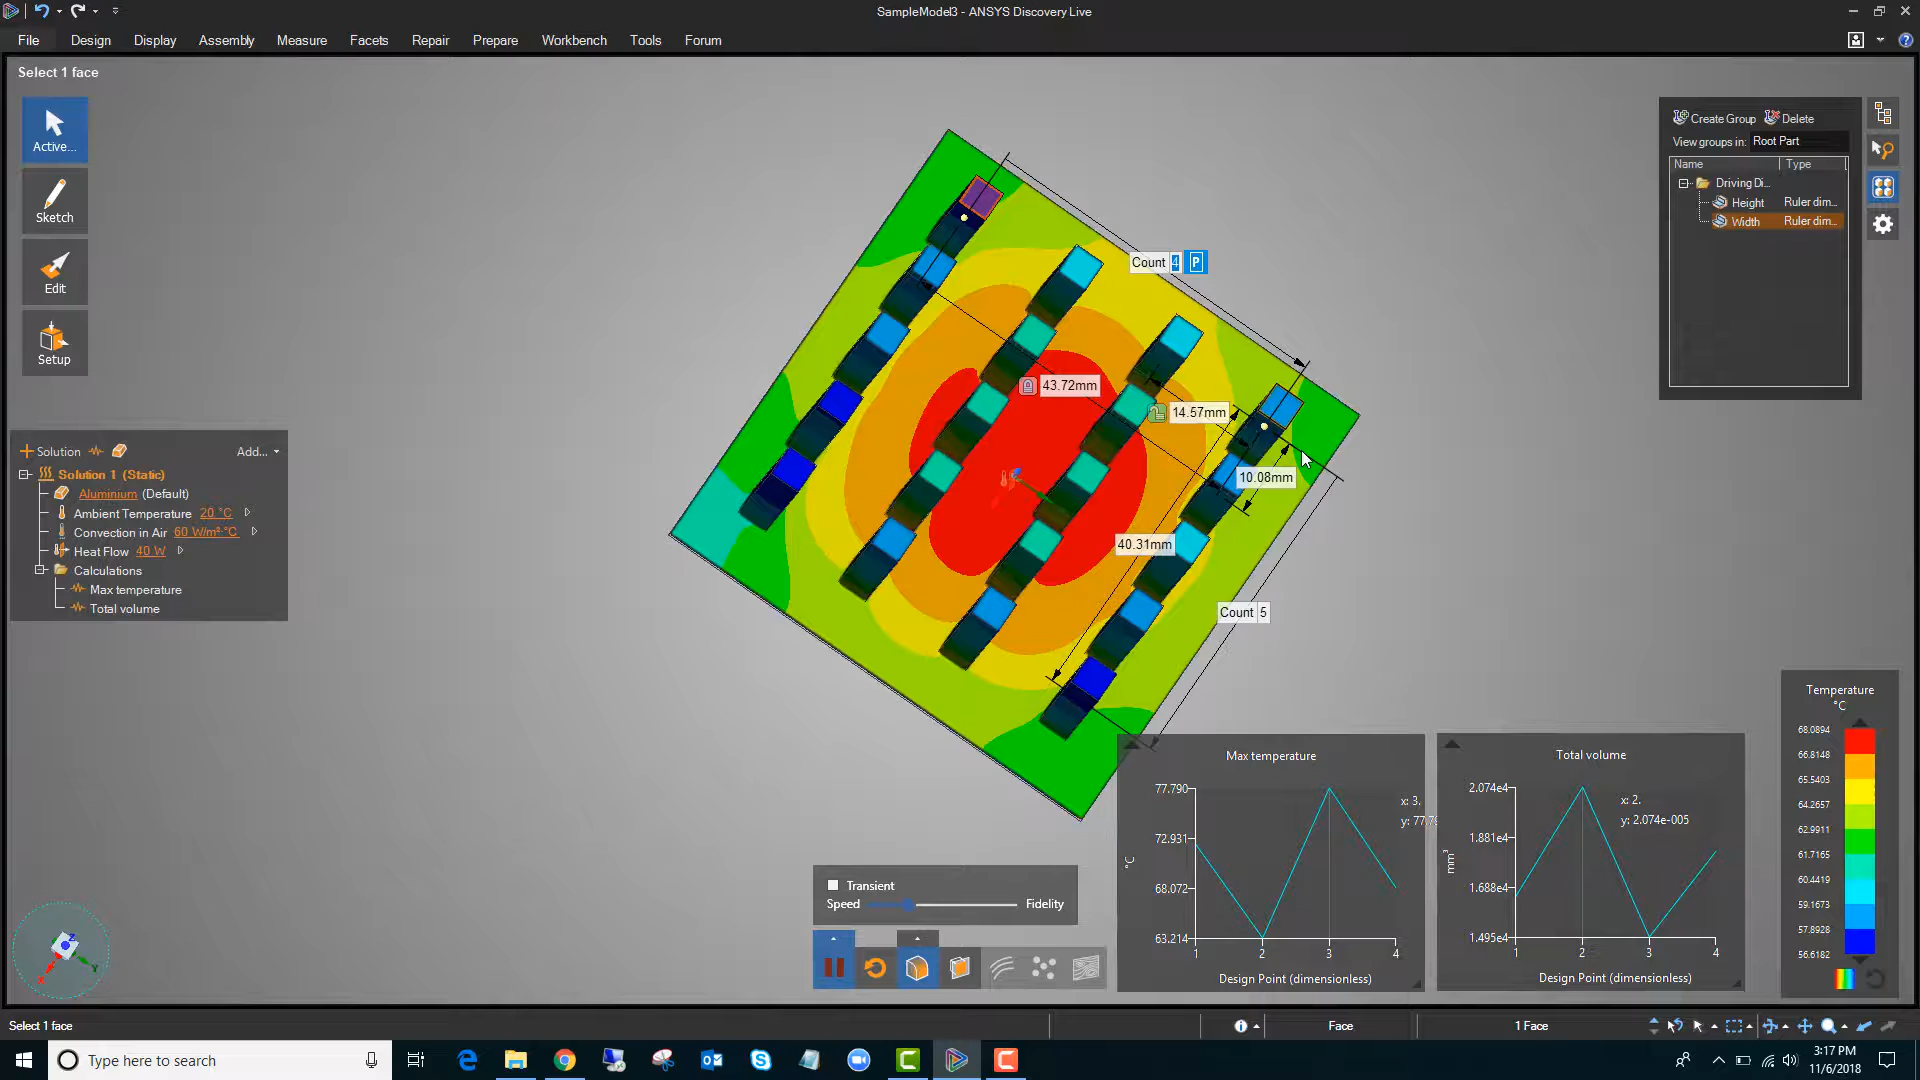 SampleModel3 - ANSYS Discovery Live
File Design Display Assembly Measure Facets Repair Prepare Workbench Tools Forum
Select 1 face
Active...
Sketch
Edit
Setup
Create Group Delete
View groups in: Root Part
Name Type
Driving Di...
Height Ruler dim...
Width Ruler dim...
Count 4 P
43.72mm
14.57mm
10.08mm
40.31mm
Count 5
Solution Add...
Solution 1 (Static)
Aluminium (Default)
Ambient Temperature 20 °C
Convection in Air 60 W/m²·°C
Heat Flow 40 W
Calculations
Max temperature
Total volume
Transient
Speed Fidelity
Max temperature
77.790
72.931
68.072
63.214
°C
1 2 3 4
x: 3.
y: 77.79
Design Point (dimensionless)
Total volume
2.074e4
1.881e4
1.688e4
1.495e4
mm³
1 2 3 4
x: 2.
y: 2.074e-005
Design Point (dimensionless)
Temperature
°C
68.0894
66.8148
65.5403
64.2657
62.9911
61.7165
60.4419
59.1673
57.8928
56.6182
Z
Y
X
Select 1 face
Face
1 Face
Type here to search
3:17 PM
11/6/2018